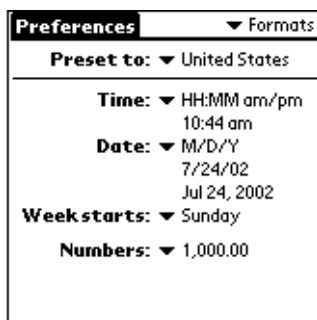 Preferences Formats
Preset to: United States
Time: HH:MM am/pm
10:44 am
Date: M/D/Y
7/24/02
Jul 24, 2002
Week starts: Sunday
Numbers: 1,000.00